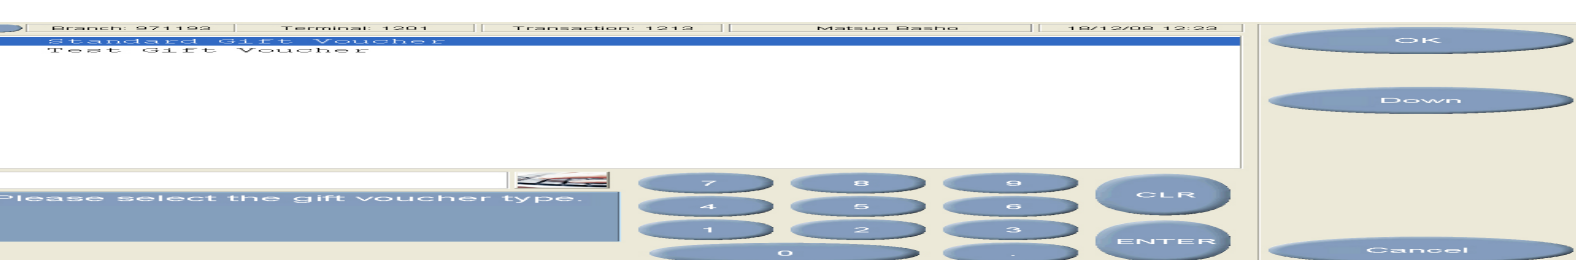 Branch: 971193 Terminal: 1201 Transaction: 1213 Matsuo Basho 18/12/08 12:23
Standard Gift Voucher
Test Gift Voucher
OK
Down
Please select the gift voucher type.
7 8 9
CLR
4 5 6
1 2 3
ENTER
0 .
Cancel